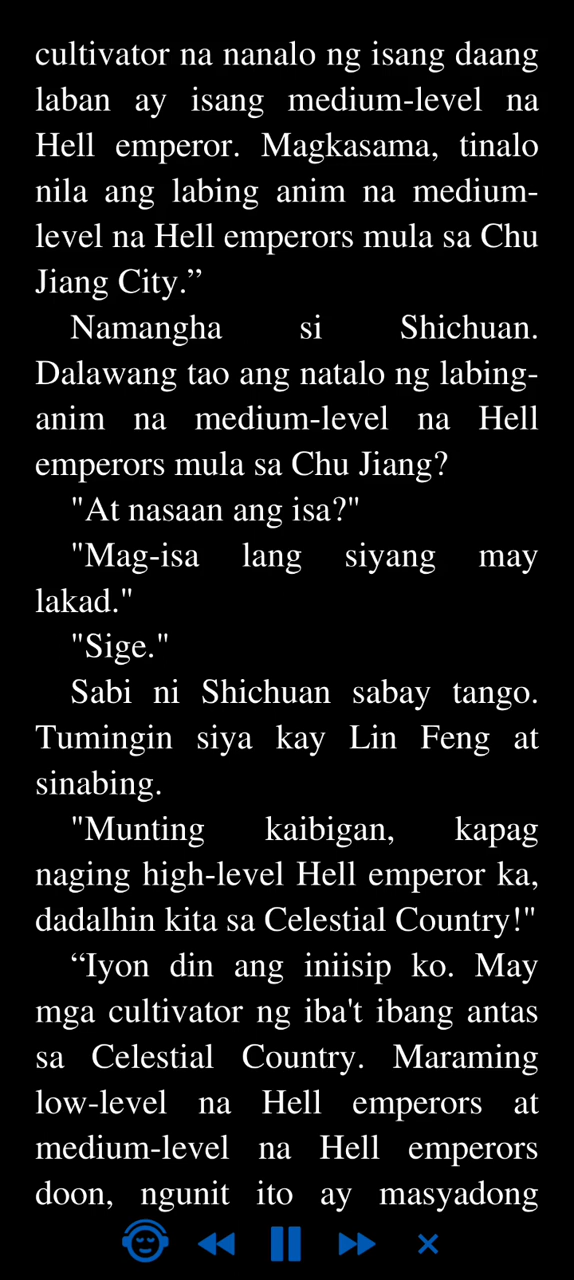 cultivator na nanalo ng isang daang
laban ay isang medium-level na
Hell emperor. Magkasama, tinalo
nila ang labing anim na medium-
level na Hell emperors mula sa Chu
Jiang City.”
Namangha si Shichuan.
Dalawang tao ang natalo ng labing-
anim na medium-level na Hell
emperors mula sa Chu Jiang?
"At nasaan ang isa?"
"Mag-isa lang siyang may
lakad."
"Sige."
Sabi ni Shichuan sabay tango.
Tumingin siya kay Lin Feng at
sinabing.
"Munting kaibigan, kapag
naging high-level Hell emperor ka,
dadalhin kita sa Celestial Country!"
“Iyon din ang iniisip ko. May
mga cultivator ng iba't ibang antas
sa Celestial Country. Maraming
low-level na Hell emperors at
medium-level na Hell emperors
doon, ngunit ito ay masyadong